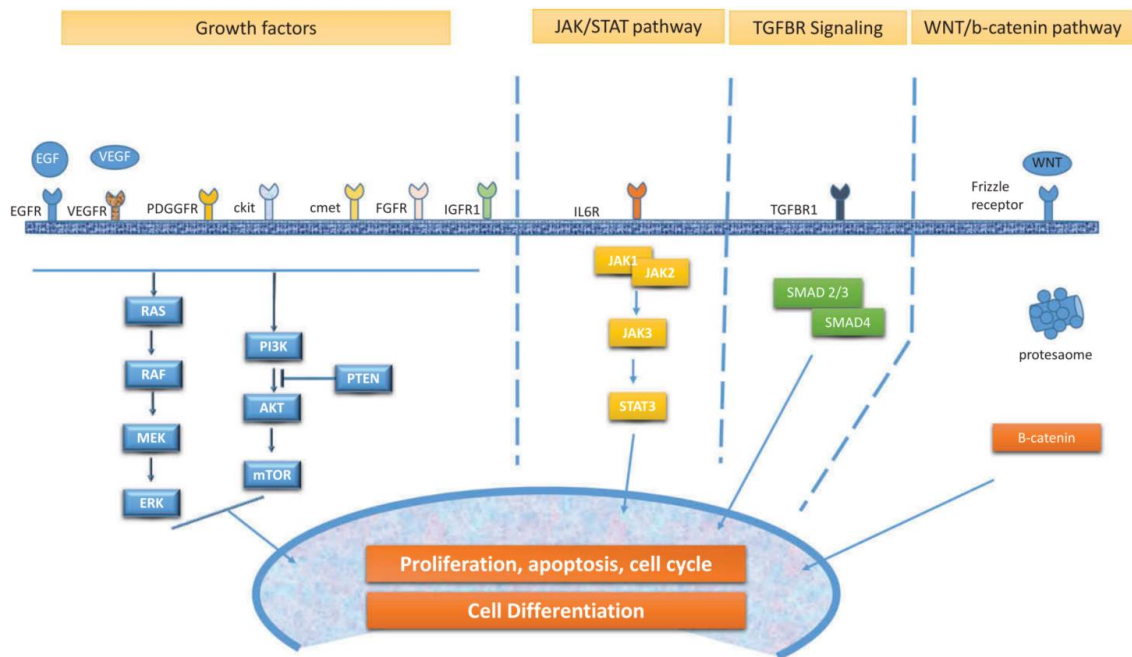 Growth factors
JAK/STAT pathway
TGFBR Signaling
WNT/b-catenin pathway
EGF
VEGF
WNT
EGFR
VEGFR
PDGGFR
ckit
cmet
FGFR
IGFR1
IL6R
TGFBR1
Frizzle
receptor
JAK1
JAK2
JAK3
STAT3
SMAD 2/3
SMAD4
protesaome
B-catenin
RAS
RAF
MEK
ERK
PI3K
PTEN
AKT
mTOR
Proliferation, apoptosis, cell cycle
Cell Differentiation